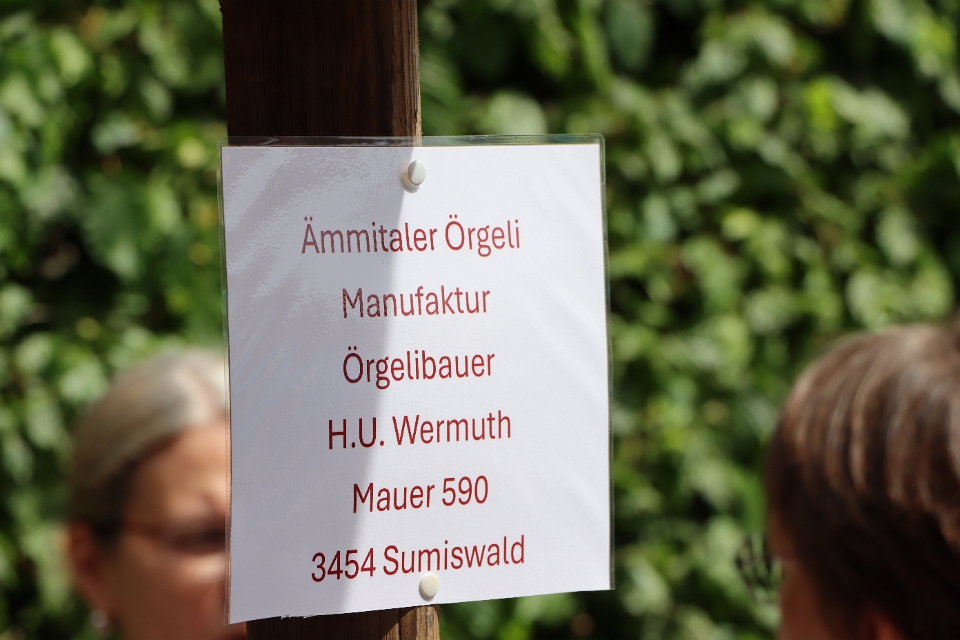 Ämmitaler Örgeli
Manufaktur
Örgelibauer
H.U. Wermuth
Mauer 590
3454 Sumiswald